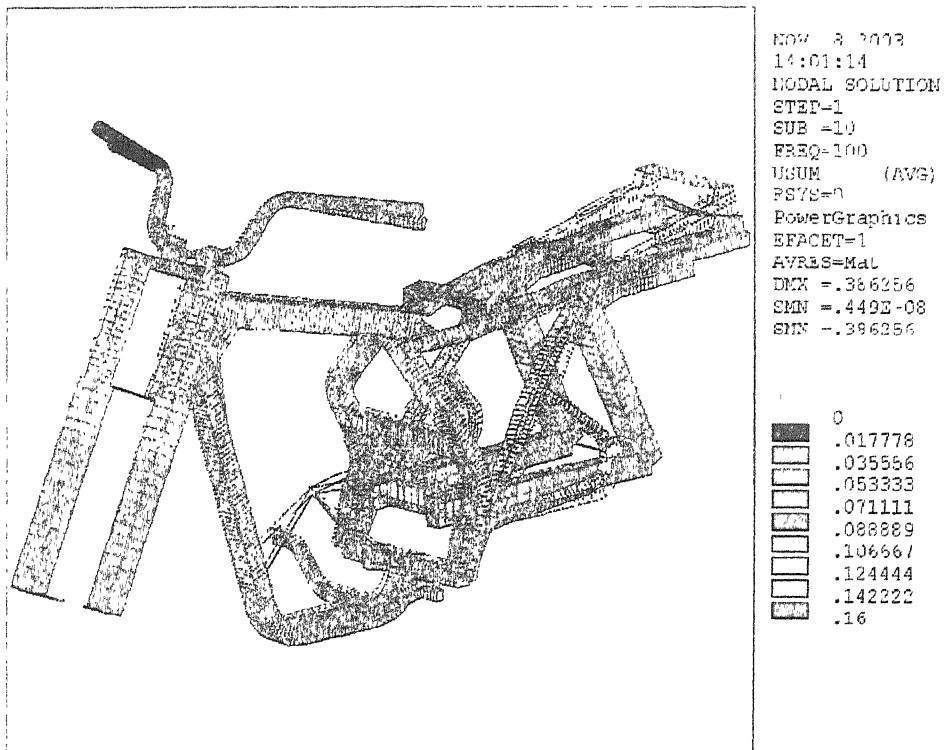 NOV 8 2003
14:01:14
NODAL SOLUTION
STEP=1
SUB =10
FREQ=100
USUM (AVG)
RSYS=0
PowerGraphics
EFACET=1
AVRES=Mat
DMX =.386256
SMN =.449E-08
SMX =.386256
0
.017778
.035556
.053333
.071111
.088889
.106667
.124444
.142222
.16